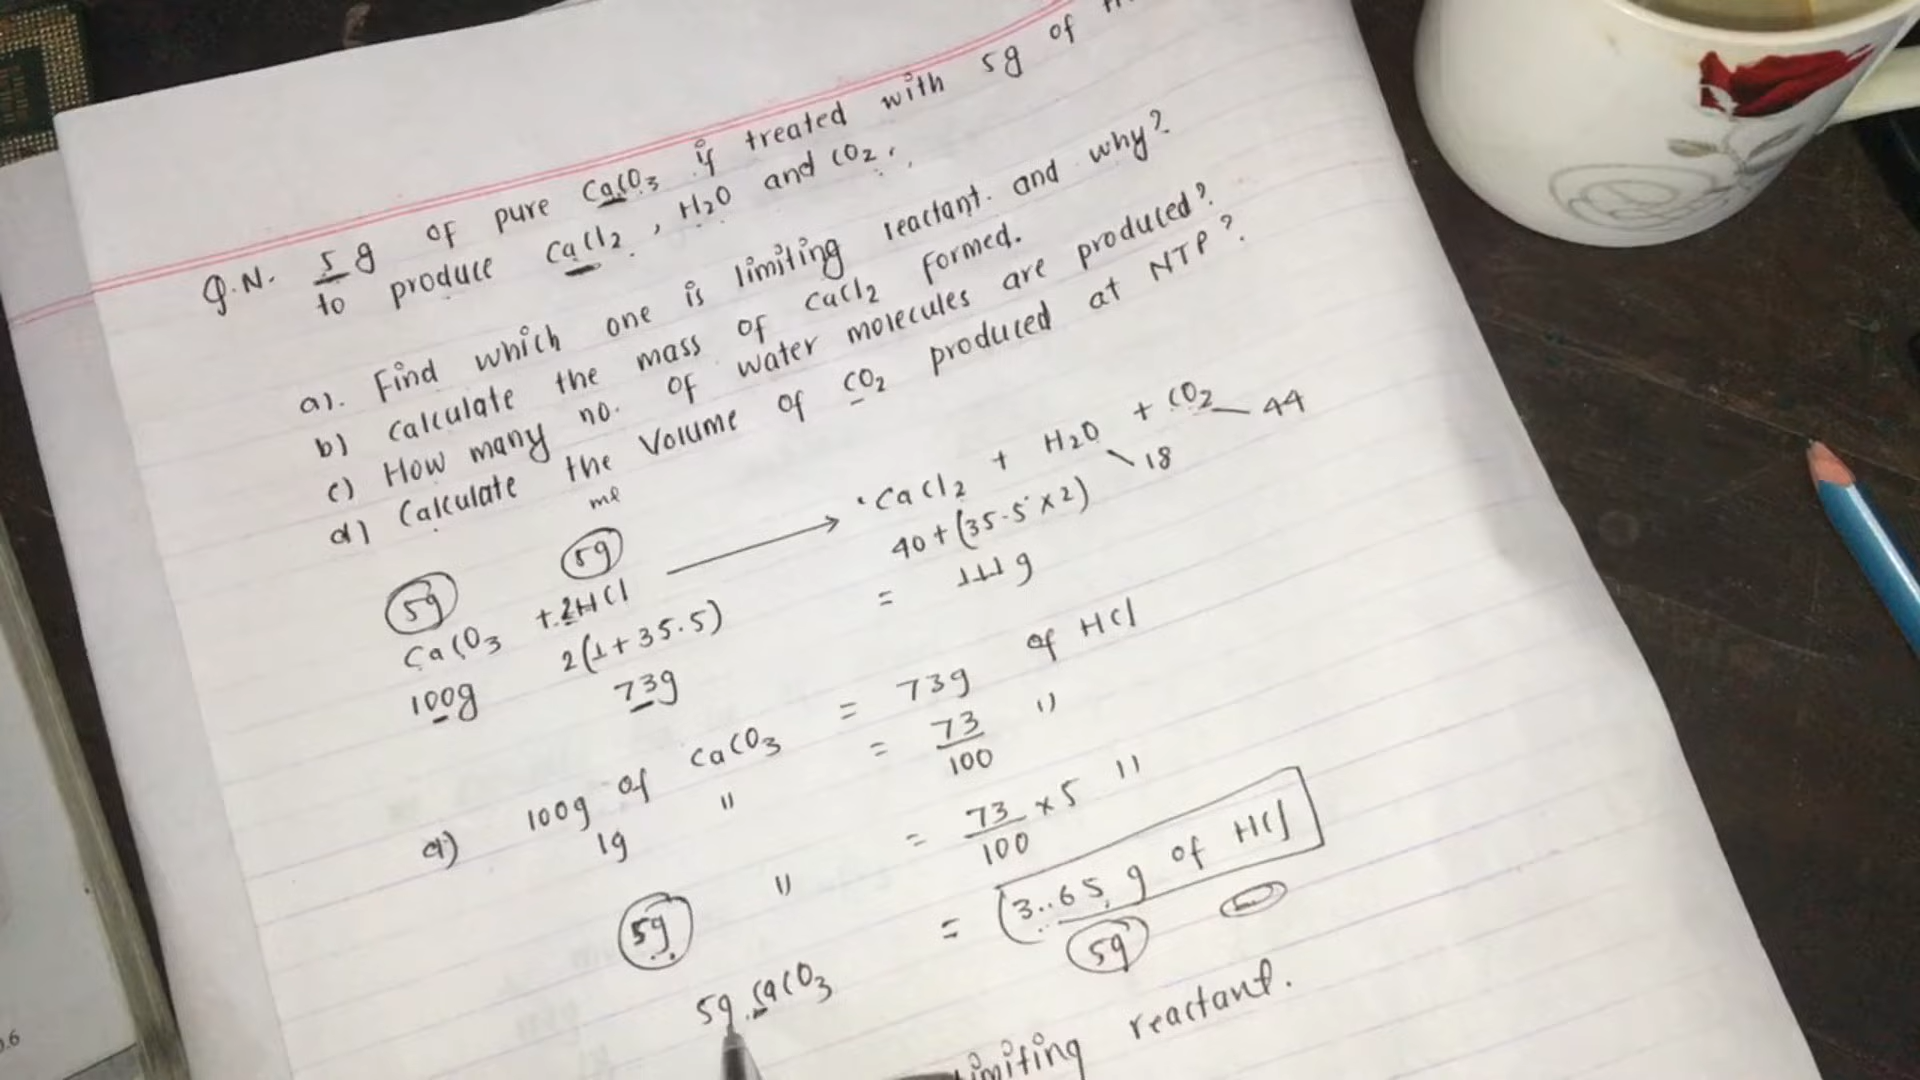 Q.N. 5g of pure CaCO3 if treated with 5g of
to produce CaCl2, H2O and CO2.
a). Find which one is limiting reactant. and why?
b) Calculate the mass of CaCl2 formed.
c) How many no. of water molecules are produced?
d) Calculate the Volume of CO2 produced at NTP?
5g 5g
CaCO3 + 2HCl → CaCl2 + H2O + CO2 44
100g 2(1+35.5) 40+(35.5×2) 18
73g = 111g
a) 100g of CaCO3 = 73g of HCl
1g " = 73/100 "
5g " = 73/100 × 5 "
= 3.65 g of HCl
5g
5g CaCO3
limiting reactant.
0.6